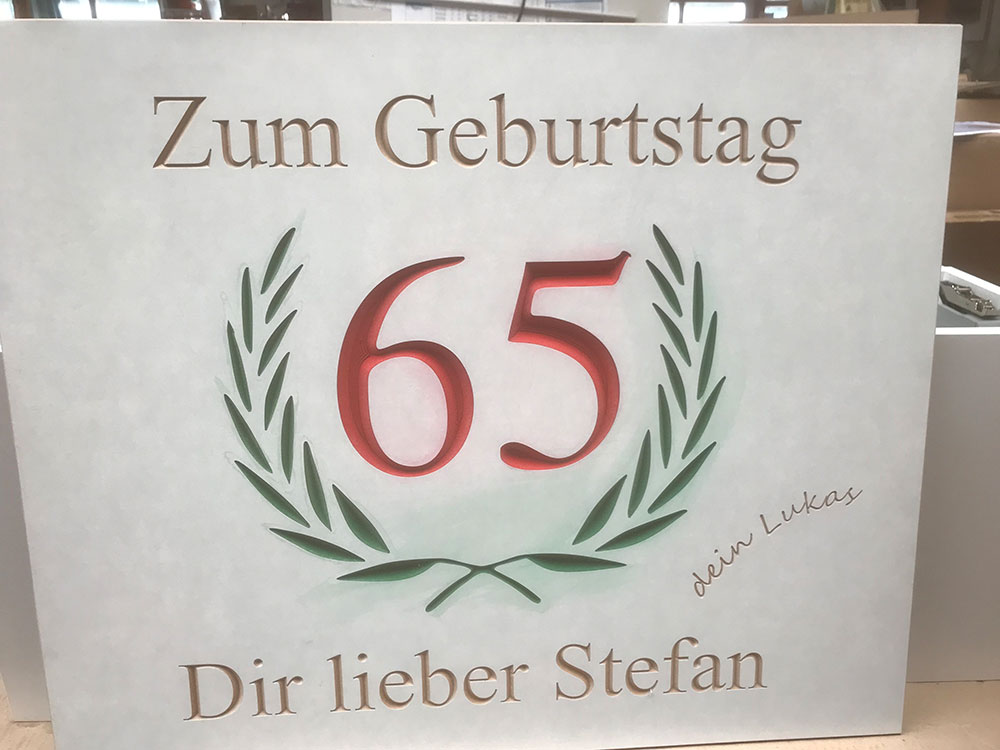 Zum Geburtstag
65
dein Lukas
Dir lieber Stefan